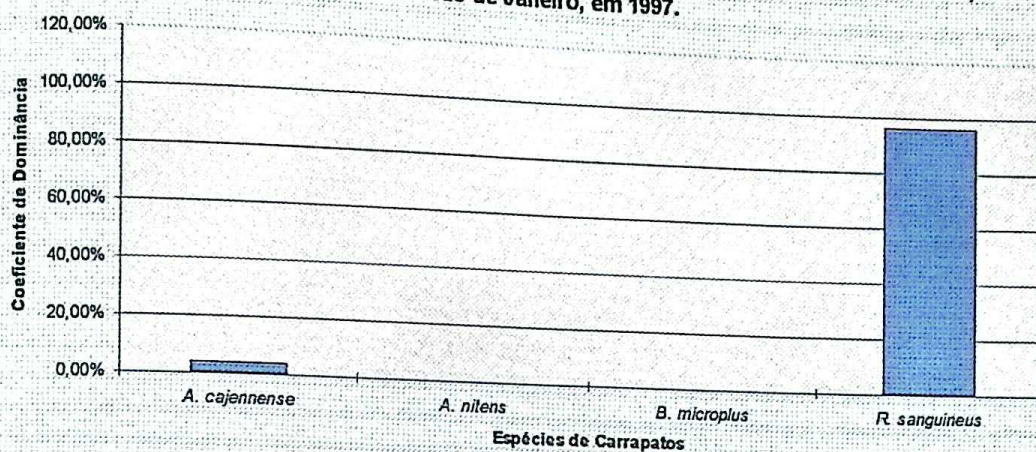 de Janeiro, em 1997.
120,00%
100,00%
80,00%
60,00%
40,00%
20,00%
0,00%
Coeficiente de Dominância
A. cajennense
A. nitens
B. microplus
R. sanguineus
Espécies de Carrapatos